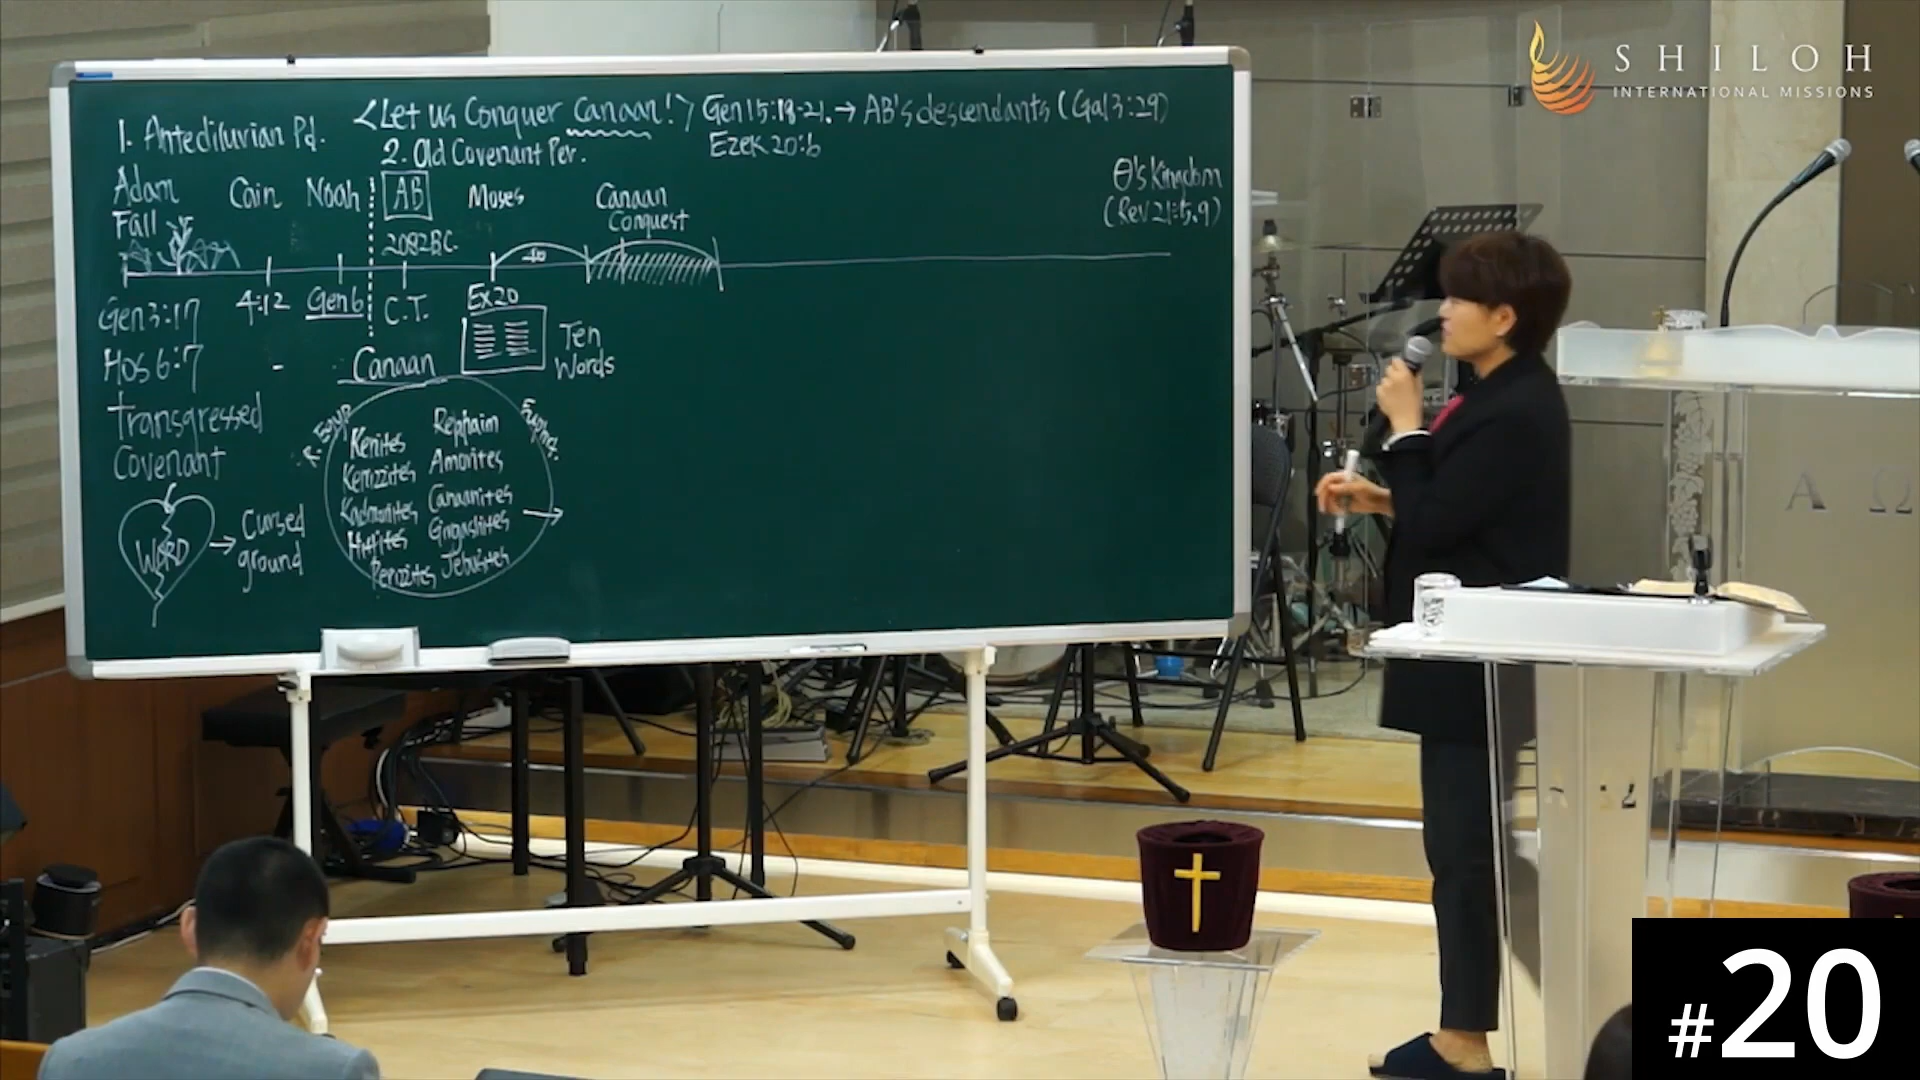 SHILOH
INTERNATIONAL MISSIONS
<Let us Conquer Canaan!> Gen 15:18-21. → AB's descendants (Gal 3:29)
Ezek 20:6
1. Antediluvian Pd.
2. Old Covenant Per.
Adam Cain Noah AB Moses Canaan
Fall Conquest
2082BC.
θ's Kingdom
(Rev 21:5,9)
Gen 3:17 4:12 Gen 6 C.T. Ex 20
Hos 6:7 - Canaan
Ten
Words
Transgressed
Covenant
WORD → Cursed
ground
R. Egyp
Euphra.
Kenites Rephaim
Kenizzites Amorites
Kadmonites Canaanites
Hittites Girgashites
Perizzites Jebusites
Α Ω
#20